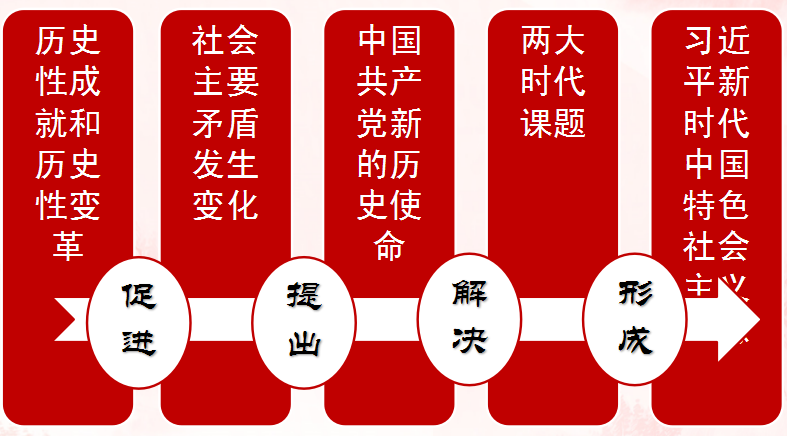 历史
性成
就和
历史
性变
革
促
进
社会
主要
矛盾
发生
变化
提
出
中国
共产
党新
的历
史使
命
解
决
两大
时代
课题
形
成
习近
平新
时代
中国
特色
社会
主义